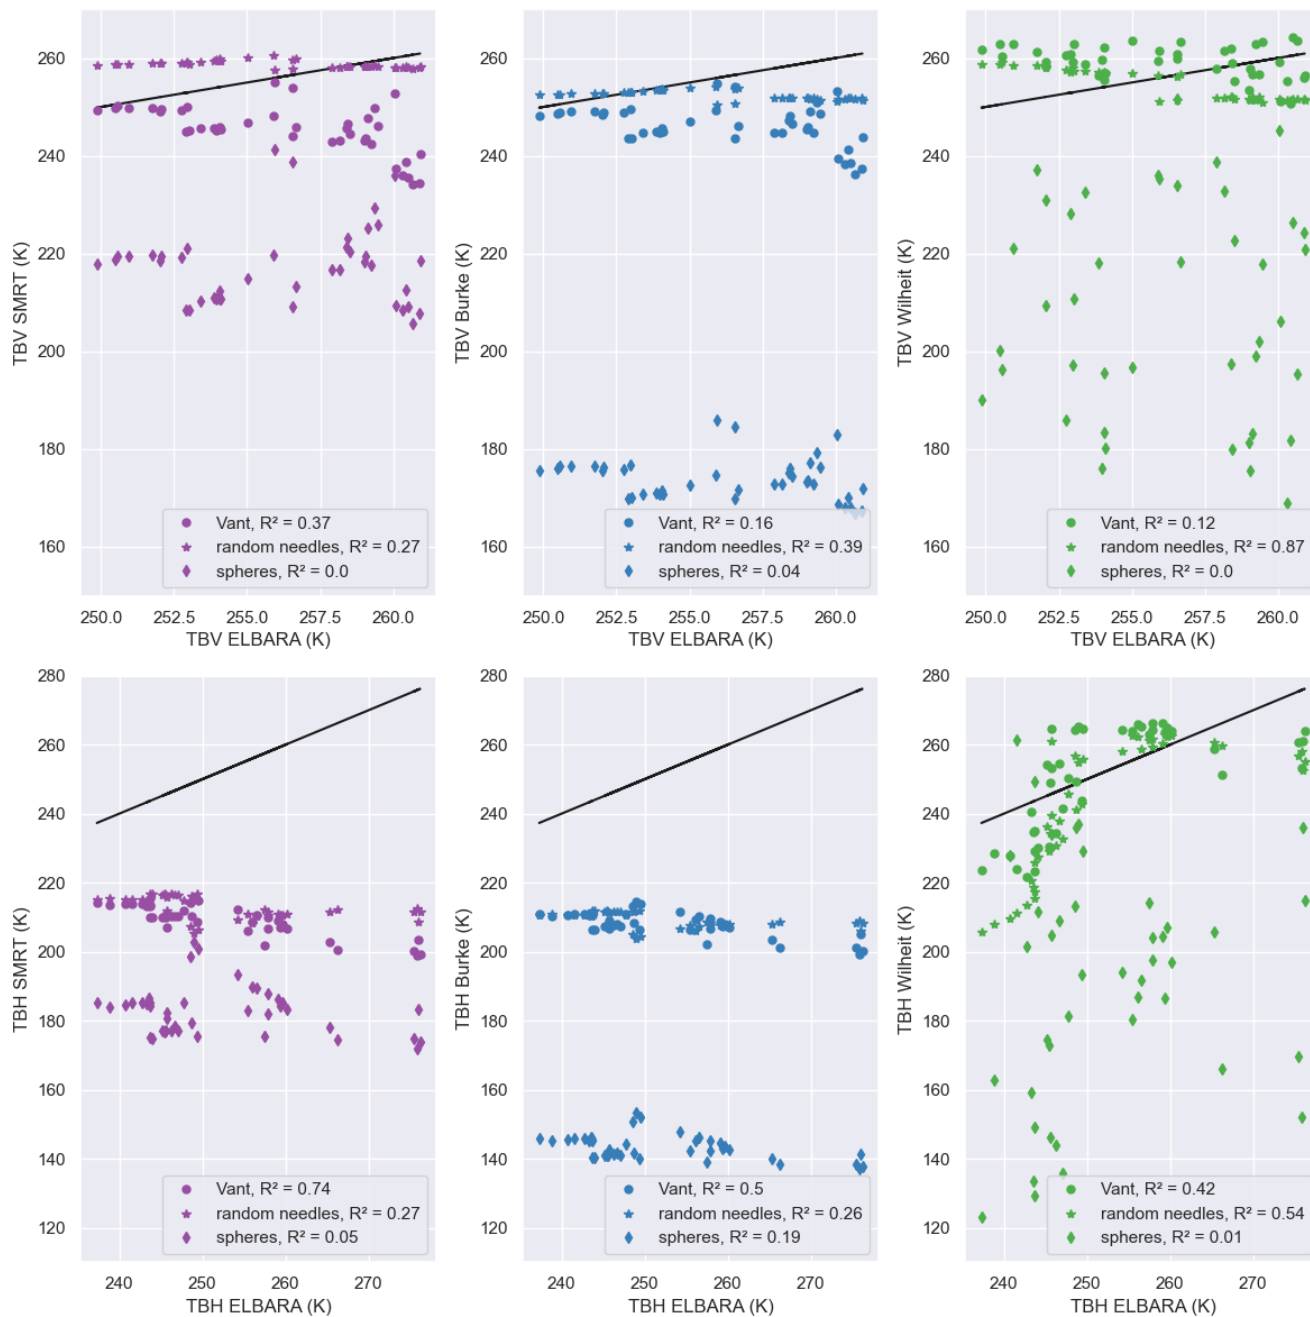 260
240
220
200
180
160
TBV SMRT (K)
Vant, R² = 0.37
random needles, R² = 0.27
spheres, R² = 0.0
250.0 252.5 255.0 257.5 260.0
TBV ELBARA (K)
260
240
220
200
180
160
TBV Burke (K)
Vant, R² = 0.16
random needles, R² = 0.39
spheres, R² = 0.04
250.0 252.5 255.0 257.5 260.0
TBV ELBARA (K)
260
240
220
200
180
160
TBV Wilheit (K)
Vant, R² = 0.12
random needles, R² = 0.87
spheres, R² = 0.0
250.0 252.5 255.0 257.5 260.0
TBV ELBARA (K)
280
260
240
220
200
180
160
140
120
TBH SMRT (K)
Vant, R² = 0.74
random needles, R² = 0.27
spheres, R² = 0.05
240 250 260 270
TBH ELBARA (K)
280
260
240
220
200
180
160
140
120
TBH Burke (K)
Vant, R² = 0.5
random needles, R² = 0.26
spheres, R² = 0.19
240 250 260 270
TBH ELBARA (K)
280
260
240
220
200
180
160
140
120
TBH Wilheit (K)
Vant, R² = 0.42
random needles, R² = 0.54
spheres, R² = 0.01
240 250 260 270
TBH ELBARA (K)